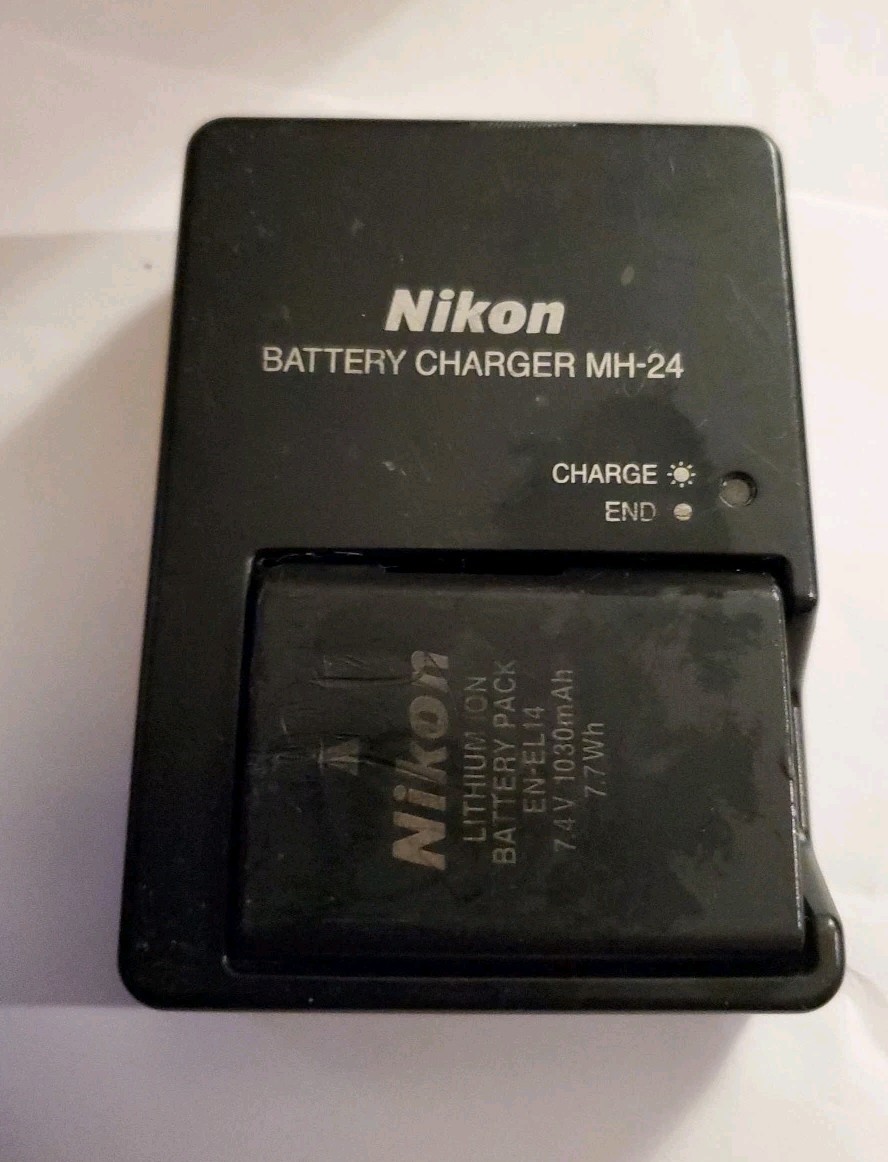 Nikon
BATTERY CHARGER MH-24
CHARGE
END
Nikon
LITHIUM ION
BATTERY PACK
EN-EL14
7.4V 1030mAh
7.7Wh